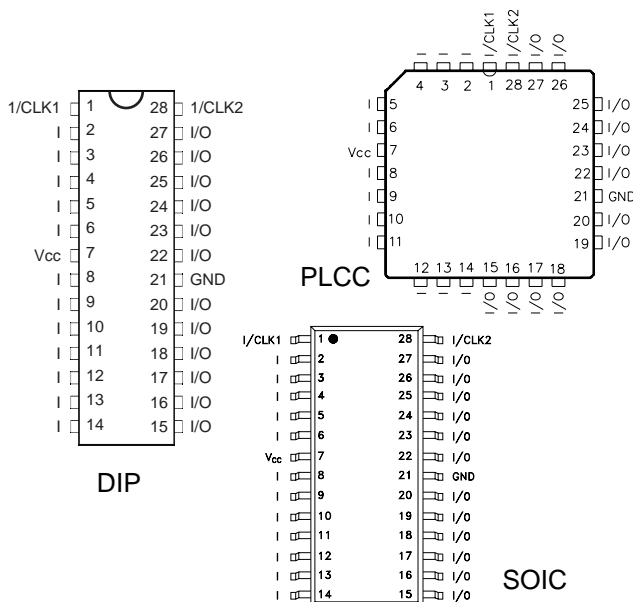 1/CLK1 1 28 1/CLK2
I 2 27 I/O
I 3 26 I/O
I 4 25 I/O
I 5 24 I/O
I 6 23 I/O
Vcc 7 22 I/O
I 8 21 GND
I 9 20 I/O
I 10 19 I/O
I 11 18 I/O
I 12 17 I/O
I 13 16 I/O
I 14 15 I/O
DIP
I I I I/CLK1 I/CLK2 I/O I/O
4 3 2 1 28 27 26
I 5 25 I/O
I 6 24 I/O
Vcc 7 23 I/O
I 8 22 I/O
I 9 21 GND
I 10 20 I/O
I 11 19 I/O
12 13 14 15 16 17 18
I I I I/O I/O I/O I/O
PLCC
I/CLK1 1 28 I/CLK2
I 2 27 I/O
I 3 26 I/O
I 4 25 I/O
I 5 24 I/O
I 6 23 I/O
Vcc 7 22 I/O
I 8 21 GND
I 9 20 I/O
I 10 19 I/O
I 11 18 I/O
I 12 17 I/O
I 13 16 I/O
I 14 15 I/O
SOIC